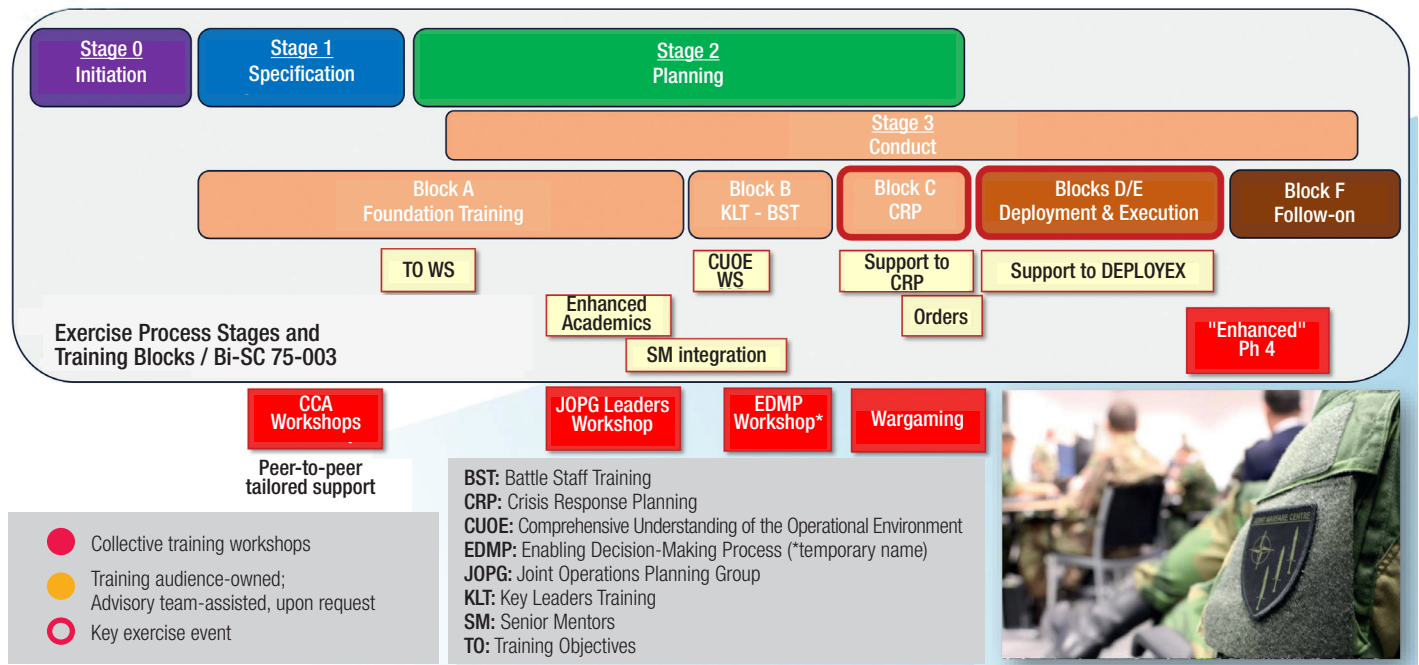 Stage 0
Initiation
Stage 1
Specification
Stage 2
Planning
Stage 3
Conduct
Block A
Foundation Training
Block B
KLT - BST
Block C
CRP
Blocks D/E
Deployment & Execution
Block F
Follow-on
TO WS
CUOE
WS
Support to
CRP
Support to DEPLOYEX
Enhanced
Academics
Orders
SM integration
"Enhanced"
Ph 4
Exercise Process Stages and
Training Blocks / Bi-SC 75-003
CCA
Workshops
JOPG Leaders
Workshop
EDMP
Workshop*
Wargaming
Peer-to-peer
tailored support
Collective training workshops
Training audience-owned;
Advisory team-assisted, upon request
Key exercise event
BST: Battle Staff Training
CRP: Crisis Response Planning
CUOE: Comprehensive Understanding of the Operational Environment
EDMP: Enabling Decision-Making Process (*temporary name)
JOPG: Joint Operations Planning Group
KLT: Key Leaders Training
SM: Senior Mentors
TO: Training Objectives
JOINT WARFARE CENTRE